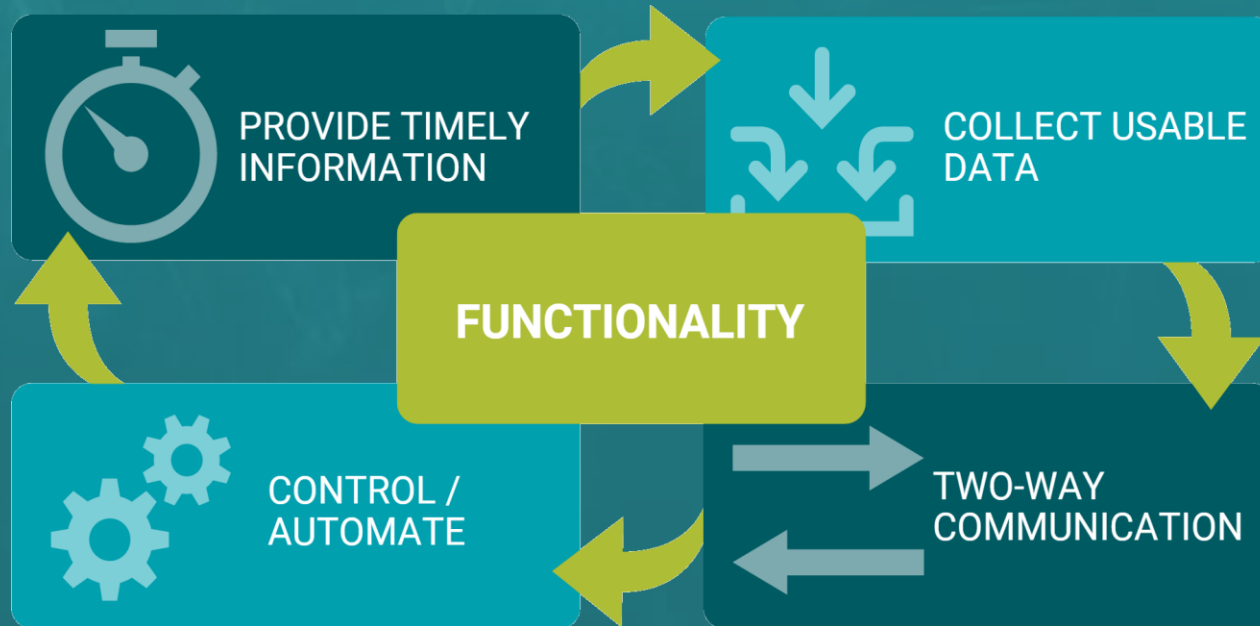 PROVIDE TIMELY
INFORMATION
COLLECT USABLE
DATA
FUNCTIONALITY
CONTROL /
AUTOMATE
TWO-WAY
COMMUNICATION